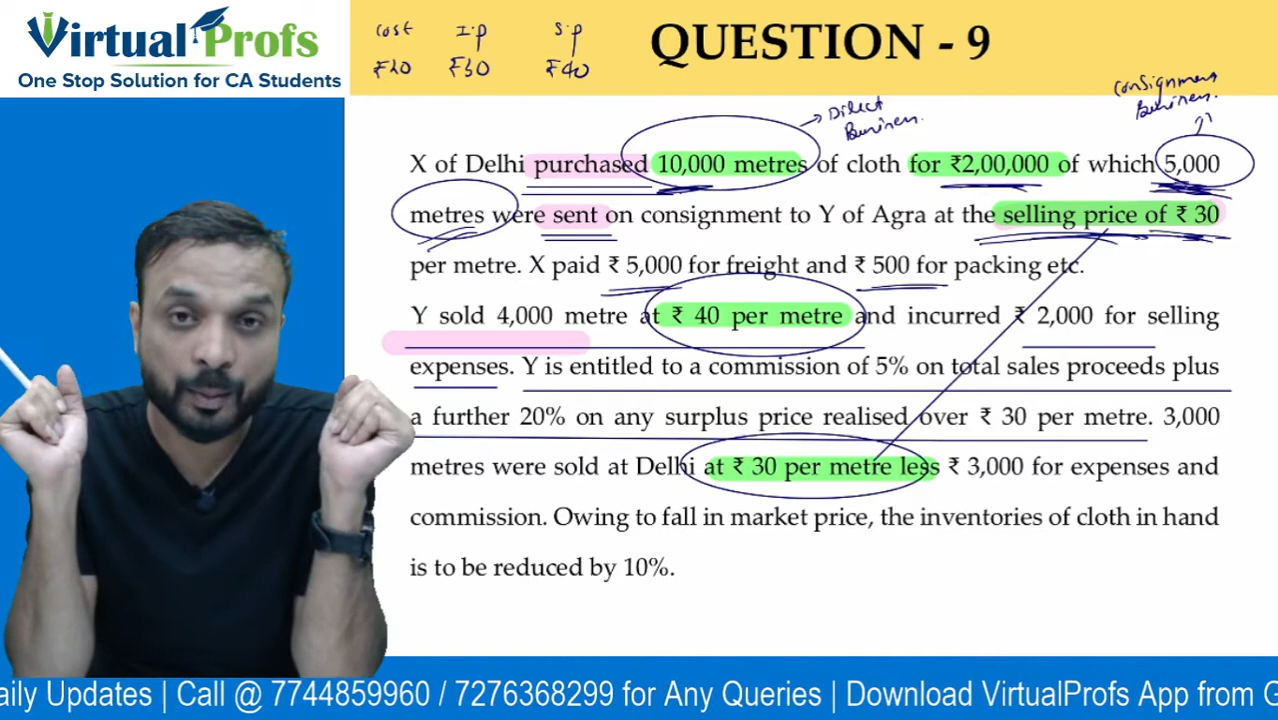 Virtual Profs
One Stop Solution for CA Students
Cost I.p S.p
₹20 ₹30 ₹40
QUESTION - 9
Direct
Business.
Consignment
Business.
X of Delhi purchased 10,000 metres of cloth for ₹2,00,000 of which 5,000
metres were sent on consignment to Y of Agra at the selling price of ₹ 30
per metre. X paid ₹ 5,000 for freight and ₹ 500 for packing etc.
Y sold 4,000 metre at ₹ 40 per metre and incurred ₹ 2,000 for selling
expenses. Y is entitled to a commission of 5% on total sales proceeds plus
a further 20% on any surplus price realised over ₹ 30 per metre. 3,000
metres were sold at Delhi at ₹ 30 per metre less ₹ 3,000 for expenses and
commission. Owing to fall in market price, the inventories of cloth in hand
is to be reduced by 10%.
aily Updates | Call @ 7744859960 / 7276368299 for Any Queries | Download VirtualProfs App from G